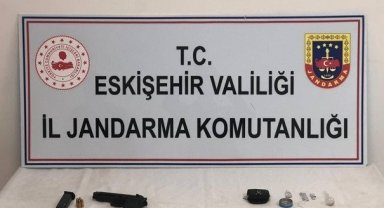 T.C.
ESKİŞEHİR VALİLİĞİ
İL JANDARMA KOMUTANLIĞI
JANDARMA